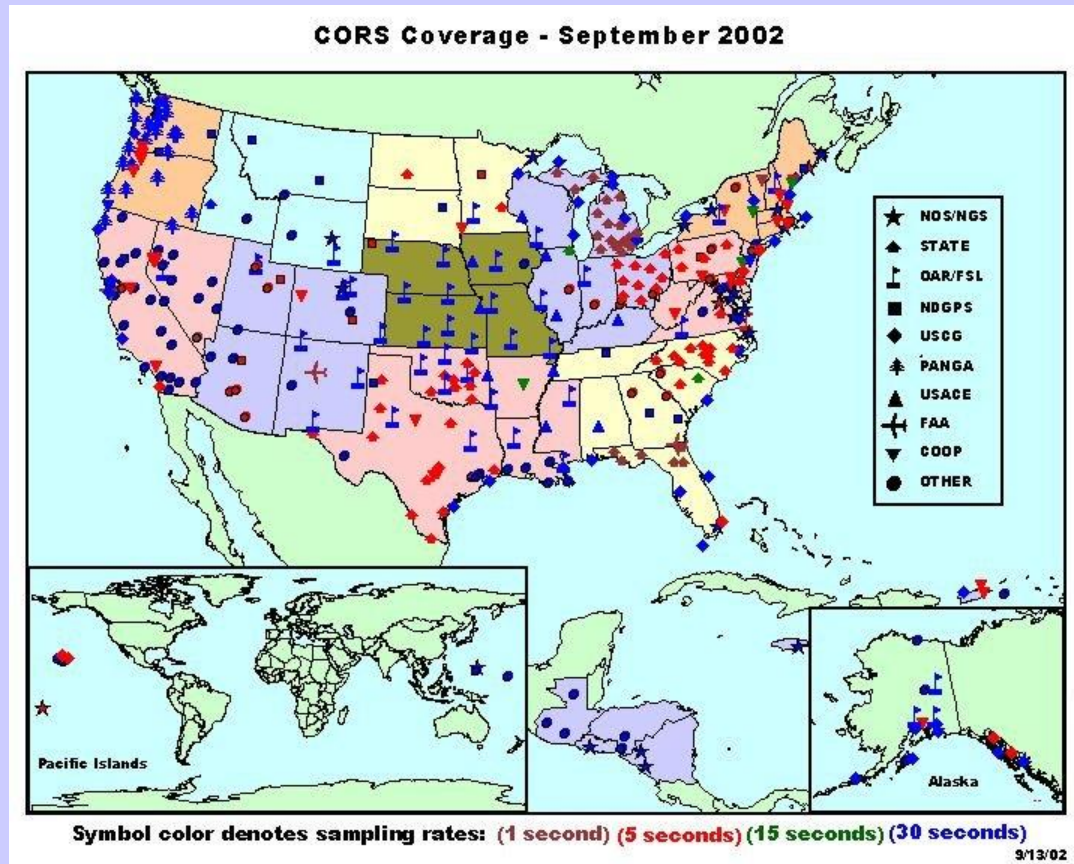 CORS Coverage - September 2002
NOS/NGS
STATE
OAR/FSL
NDGPS
USCG
PANGA
USACE
FAA
COOP
OTHER
Pacific Islands
Alaska
Symbol color denotes sampling rates: (1 second) (5 seconds) (15 seconds) (30 seconds)
9/13/02